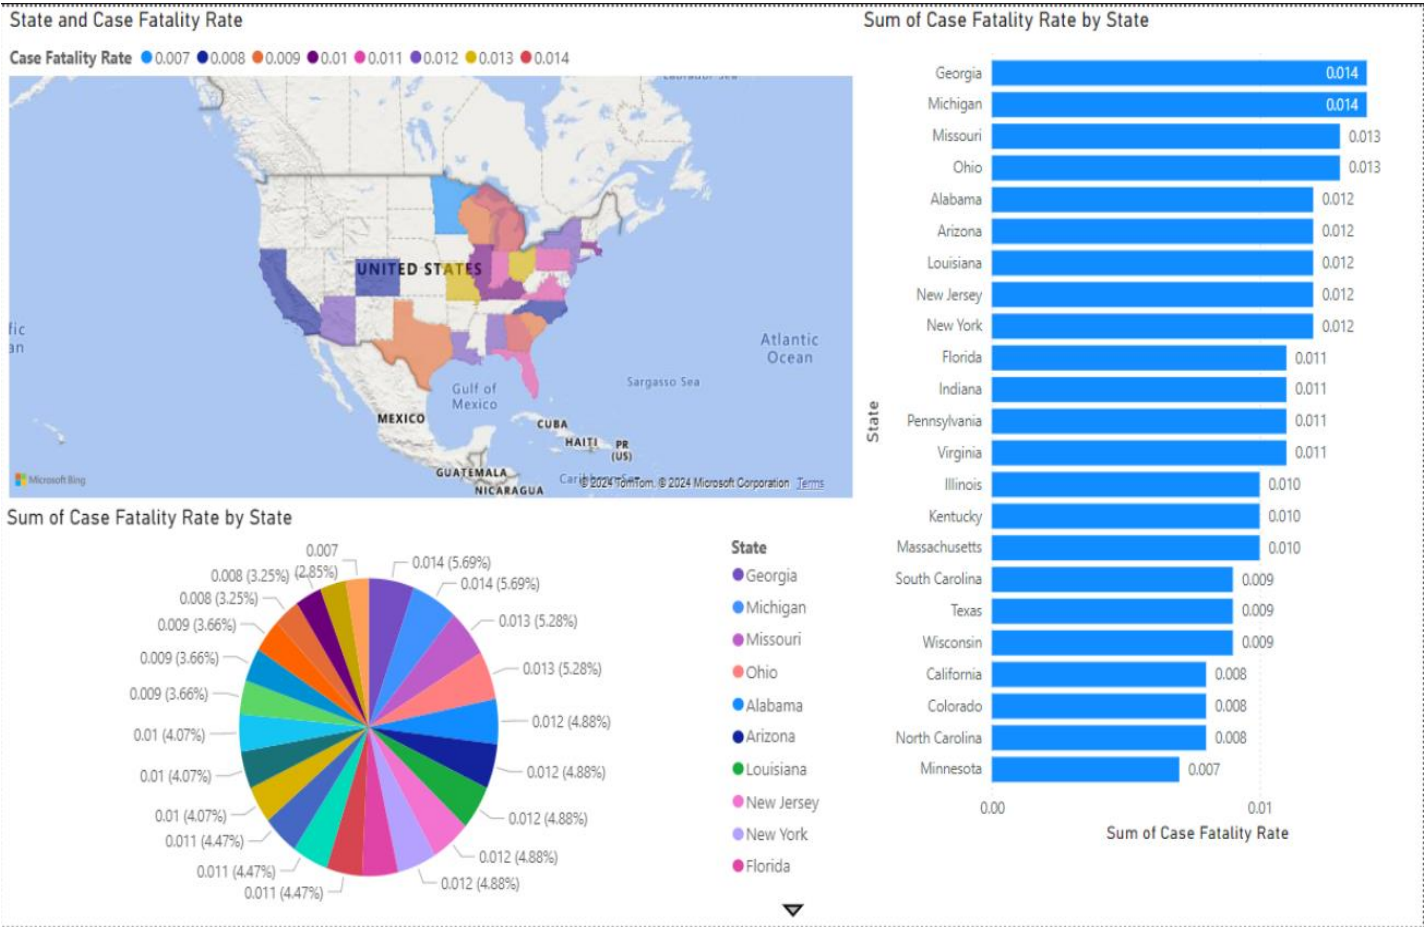 State and Case Fatality Rate
Case Fatality Rate 0.007 0.008 0.009 0.01 0.011 0.012 0.013 0.014
Labrador Sea
UNITED STATES
fic
an
Atlantic
Ocean
Gulf of
Mexico
Sargasso Sea
MEXICO
CUBA
HAITI
PR
(US)
GUATEMALA
NICARAGUA
Microsoft Bing
© 2024 TomTom, © 2024 Microsoft Corporation Terms
Sum of Case Fatality Rate by State
0.007
(2.85%)
0.008 (3.25%)
0.008 (3.25%)
0.009 (3.66%)
0.009 (3.66%)
0.009 (3.66%)
0.01 (4.07%)
0.01 (4.07%)
0.01 (4.07%)
0.011 (4.47%)
0.011 (4.47%)
0.011 (4.47%)
0.014 (5.69%)
0.014 (5.69%)
0.013 (5.28%)
0.013 (5.28%)
0.012 (4.88%)
0.012 (4.88%)
0.012 (4.88%)
0.012 (4.88%)
0.012 (4.88%)
State
Georgia
Michigan
Missouri
Ohio
Alabama
Arizona
Louisiana
New Jersey
New York
Florida
Sum of Case Fatality Rate by State
State
Georgia 0.014
Michigan 0.014
Missouri 0.013
Ohio 0.013
Alabama 0.012
Arizona 0.012
Louisiana 0.012
New Jersey 0.012
New York 0.012
Florida 0.011
Indiana 0.011
Pennsylvania 0.011
Virginia 0.011
Illinois 0.010
Kentucky 0.010
Massachusetts 0.010
South Carolina 0.009
Texas 0.009
Wisconsin 0.009
California 0.008
Colorado 0.008
North Carolina 0.008
Minnesota 0.007
0.00 0.01
Sum of Case Fatality Rate